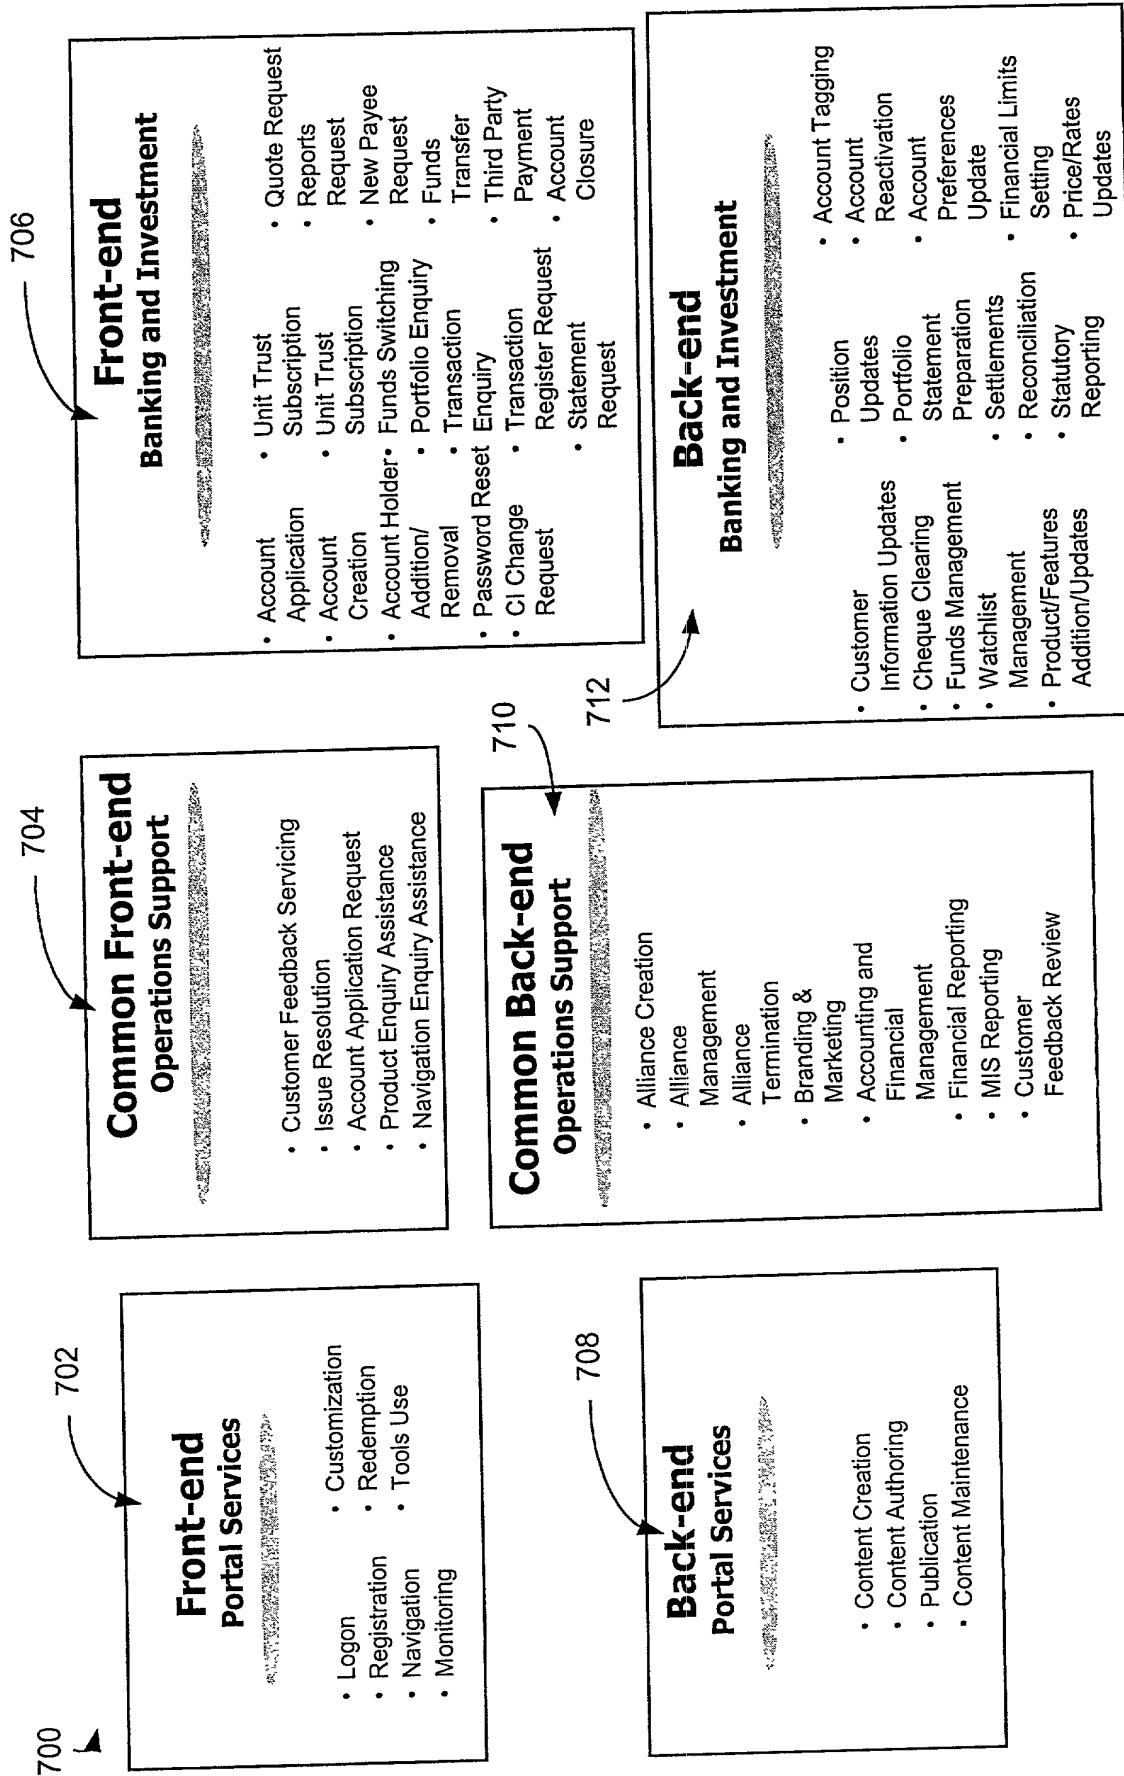 700
702
Front-end
Portal Services
• Logon
• Registration
• Navigation
• Monitoring
• Customization
• Redemption
• Tools Use
704
Common Front-end
Operations Support
• Customer Feedback Servicing
• Issue Resolution
• Account Application Request
• Product Enquiry Assistance
• Navigation Enquiry Assistance
706
Front-end
Banking and Investment
• Account
Application
• Account
Creation
• Account Holder
Addition/
Removal
• Password Reset
• CI Change
Request
• Unit Trust
Subscription
• Unit Trust
Subscription
• Funds Switching
• Portfolio Enquiry
• Transaction
Enquiry
• Transaction
Register Request
• Statement
Request
• Quote Request
• Reports
Request
• New Payee
Request
• Funds
Transfer
• Third Party
Payment
• Account
Closure
708
Back-end
Portal Services
• Content Creation
• Content Authoring
• Publication
• Content Maintenance
710
Common Back-end
Operations Support
• Alliance Creation
• Alliance
Management
• Alliance
Termination
• Branding &
Marketing
• Accounting and
Financial
Management
• Financial Reporting
• MIS Reporting
• Customer
Feedback Review
712
Back-end
Banking and Investment
• Customer
Information Updates
• Cheque Clearing
• Funds Management
• Watchlist
Management
• Product/Features
Addition/Updates
• Position
Updates
• Portfolio
Statement
Preparation
• Settlements
• Reconciliation
• Statutory
Reporting
• Account Tagging
• Account
Reactivation
• Account
Preferences
Update
• Financial Limits
Setting
• Price/Rates
Updates